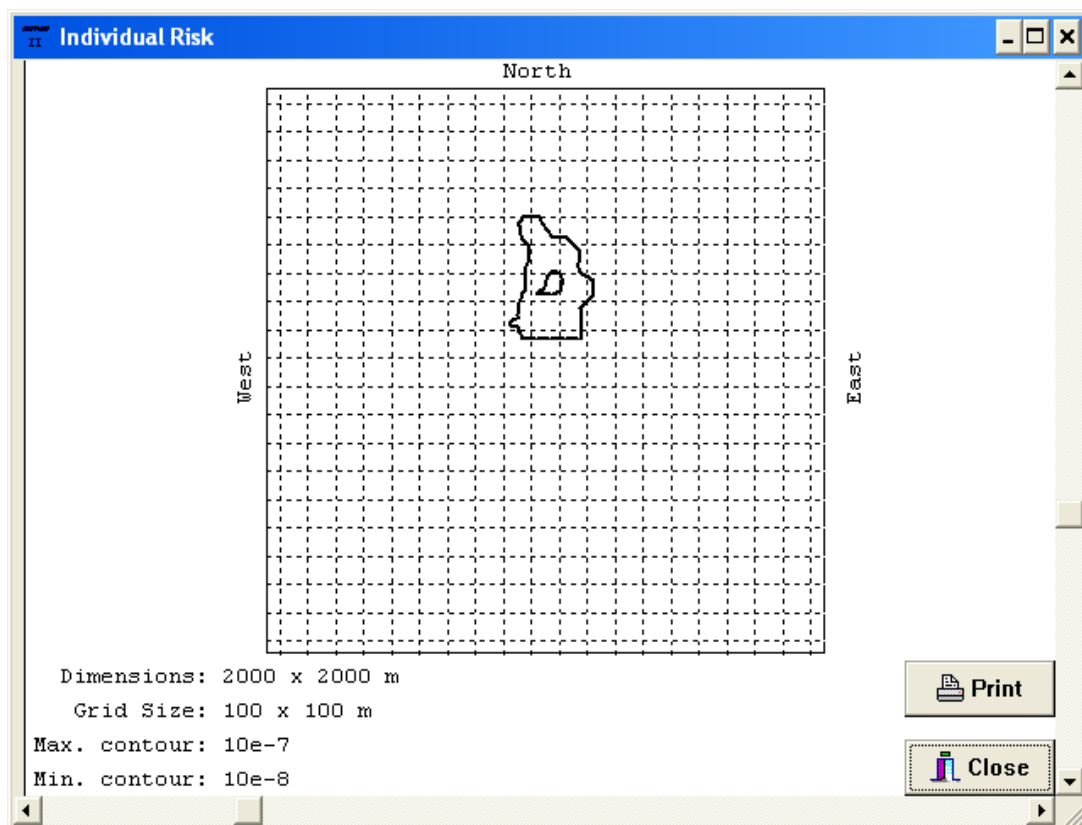 Individual Risk
North
West
East
Dimensions: 2000 x 2000 m
Grid Size: 100 x 100 m
Max. contour: 10e-7
Min. contour: 10e-8
Print
Close